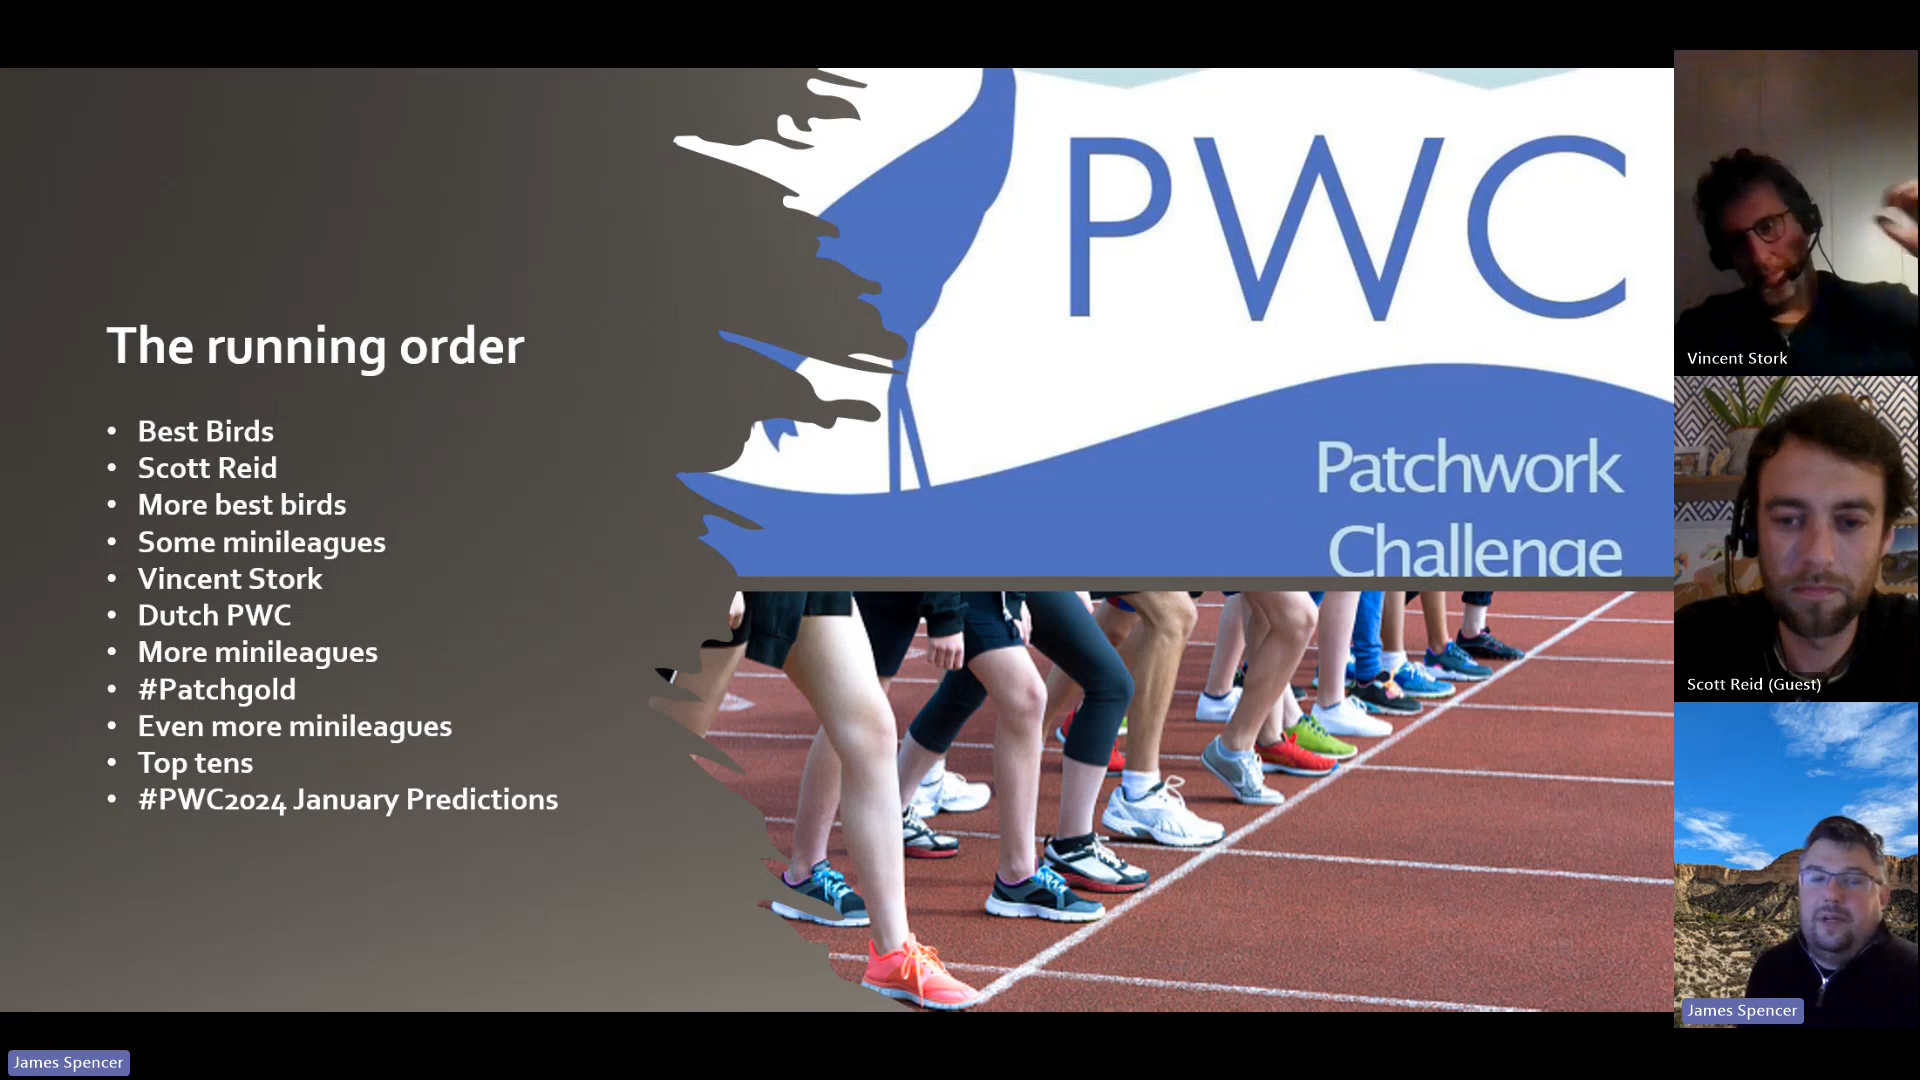 The running order
• Best Birds
• Scott Reid
• More best birds
• Some minileagues
• Vincent Stork
• Dutch PWC
• More minileagues
• #Patchgold
• Even more minileagues
• Top tens
• #PWC2024 January Predictions
PWC
Patchwork
Challenge
Vincent Stork
Scott Reid (Guest)
James Spencer
James Spencer